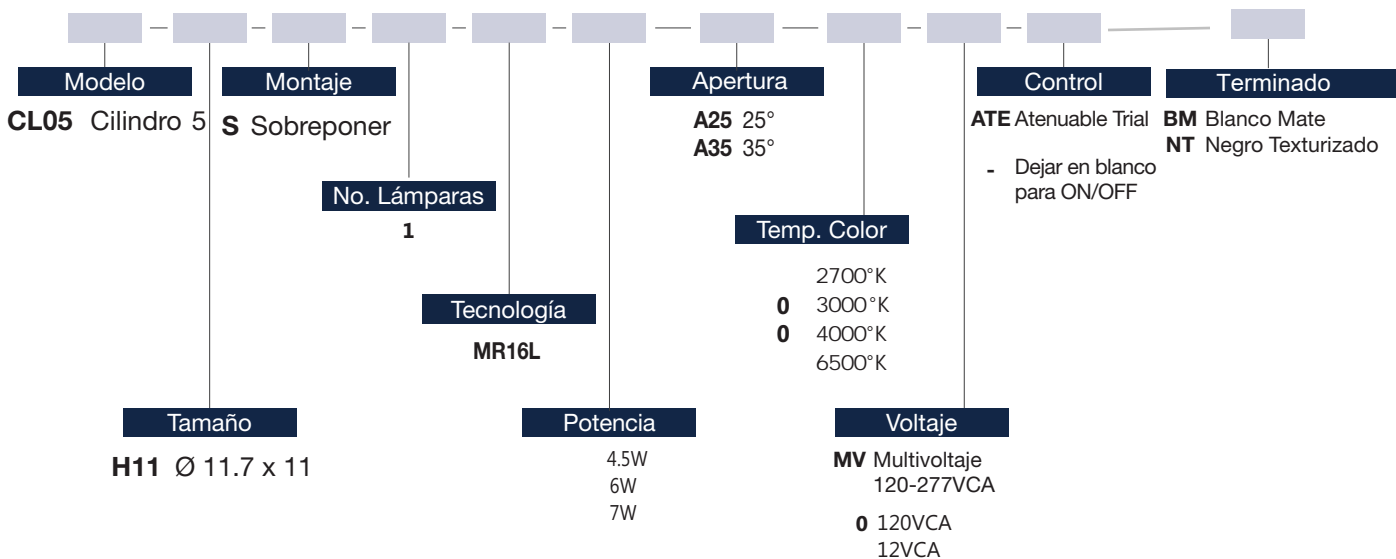 Modelo
CL05 Cilindro 5
Montaje
S Sobreponer
No. Lámparas
1
Tecnología
MR16L
Tamaño
H11 Ø 11.7 x 11
Potencia
4.5W
6W
7W
Apertura
A25 25°
A35 35°
Temp. Color
2700°K
0 3000°K
0 4000°K
6500°K
Voltaje
MV Multivoltaje
120-277VCA
0 120VCA
12VCA
Control
ATE Atenuable Trial
- Dejar en blanco
para ON/OFF
Terminado
BM Blanco Mate
NT Negro Texturizado